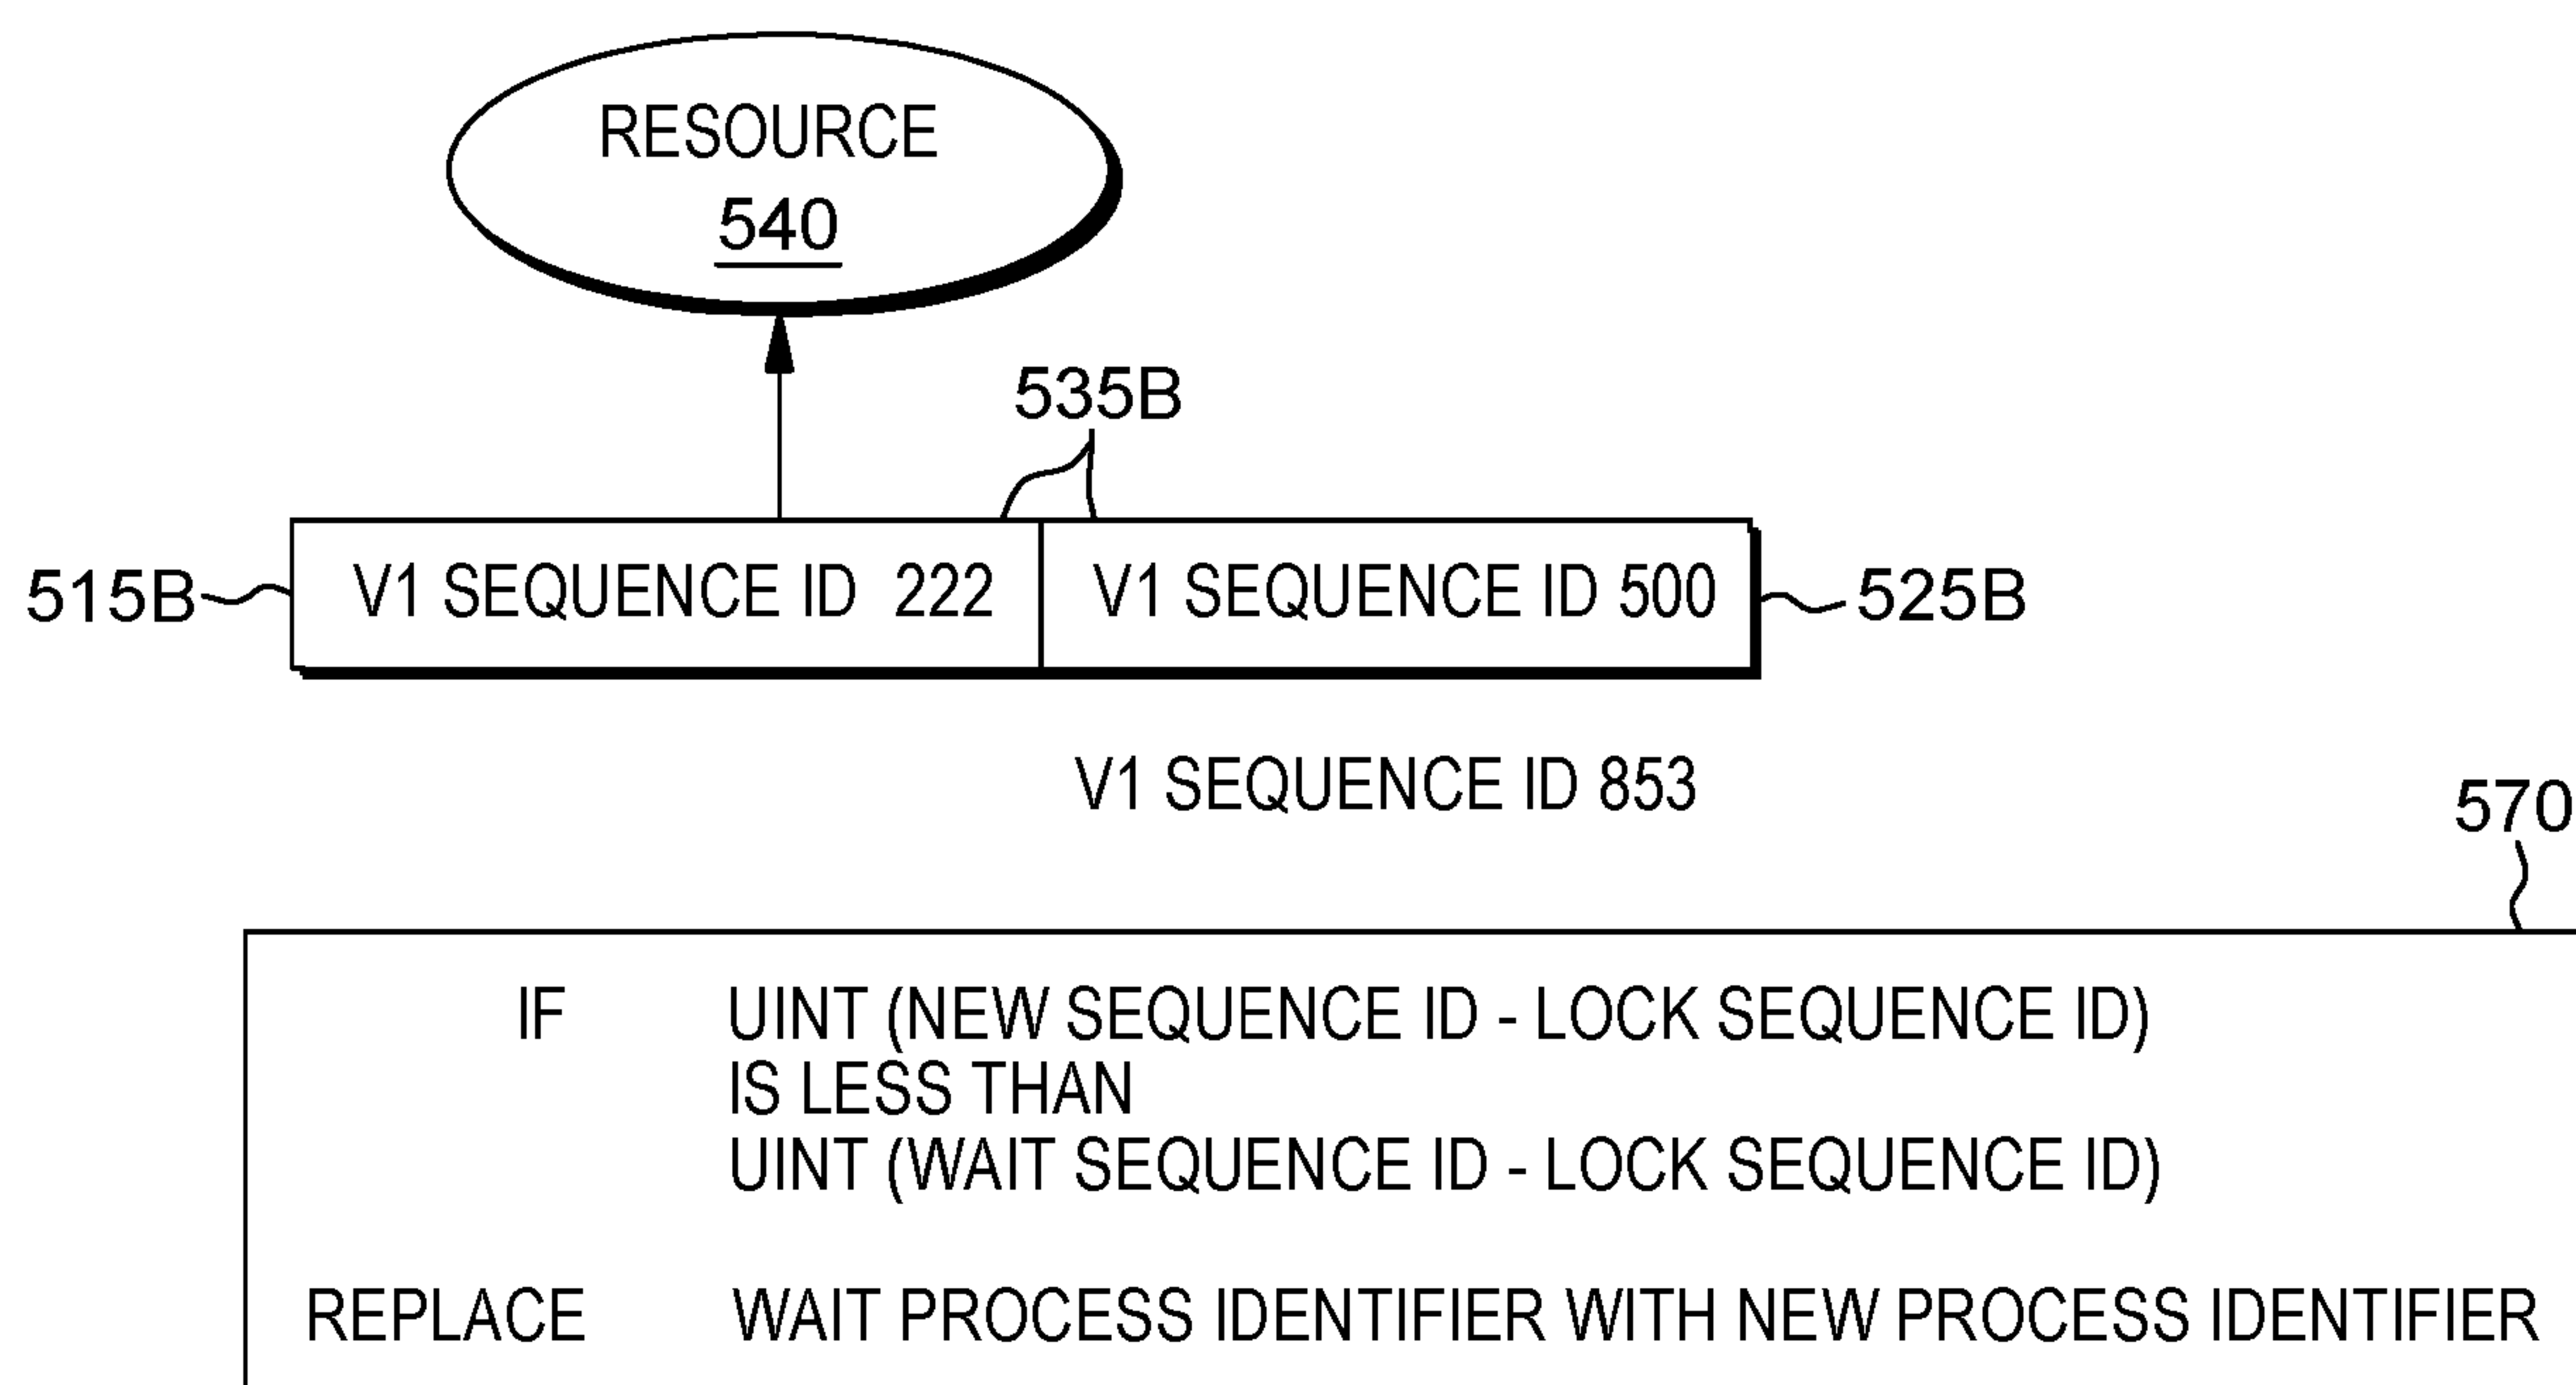 RESOURCE
540
535B
515B V1 SEQUENCE ID 222 V1 SEQUENCE ID 500 525B
V1 SEQUENCE ID 853
570
IF UINT (NEW SEQUENCE ID - LOCK SEQUENCE ID)
IS LESS THAN
UINT (WAIT SEQUENCE ID - LOCK SEQUENCE ID)
REPLACE WAIT PROCESS IDENTIFIER WITH NEW PROCESS IDENTIFIER